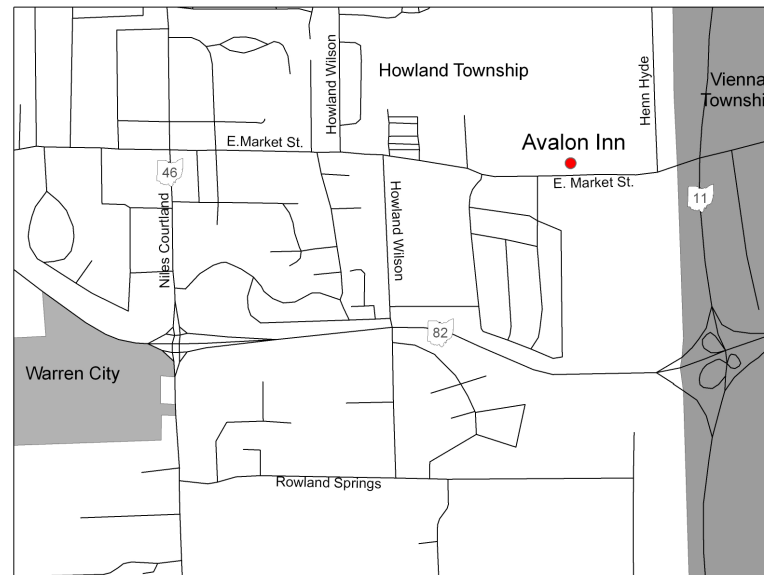 Howland Township
Vienna
Townshi
Howland Wilson
Henn Hyde
E.Market St.
Avalon Inn
46
E. Market St.
11
Niles Courtland
Howland Wilson
82
Warren City
Rowland Springs